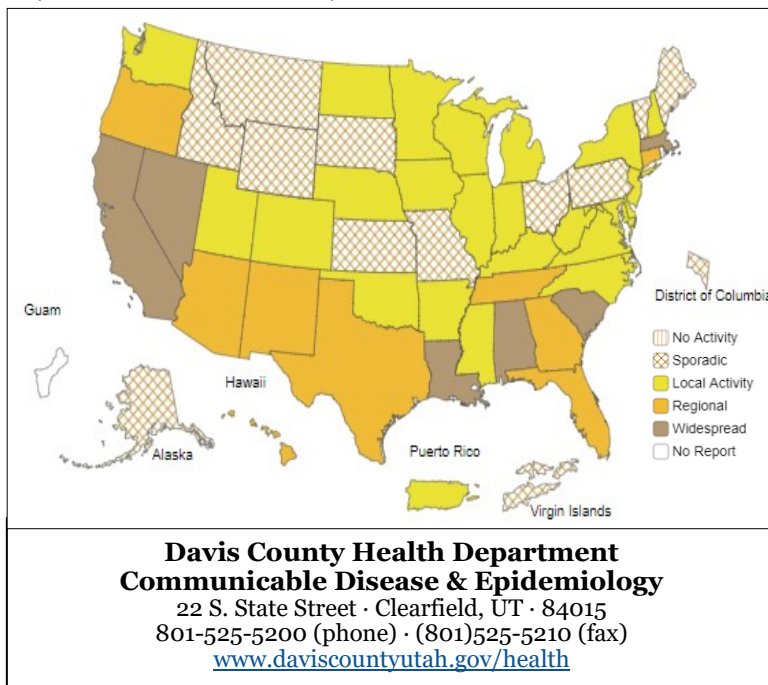 Guam
Alaska
Hawaii
Puerto Rico
Virgin Islands
District of Columbia
No Activity
Sporadic
Local Activity
Regional
Widespread
No Report
Davis County Health Department
Communicable Disease & Epidemiology
22 S. State Street · Clearfield, UT · 84015
801-525-5200 (phone) · (801)525-5210 (fax)
www.daviscountyutah.gov/health